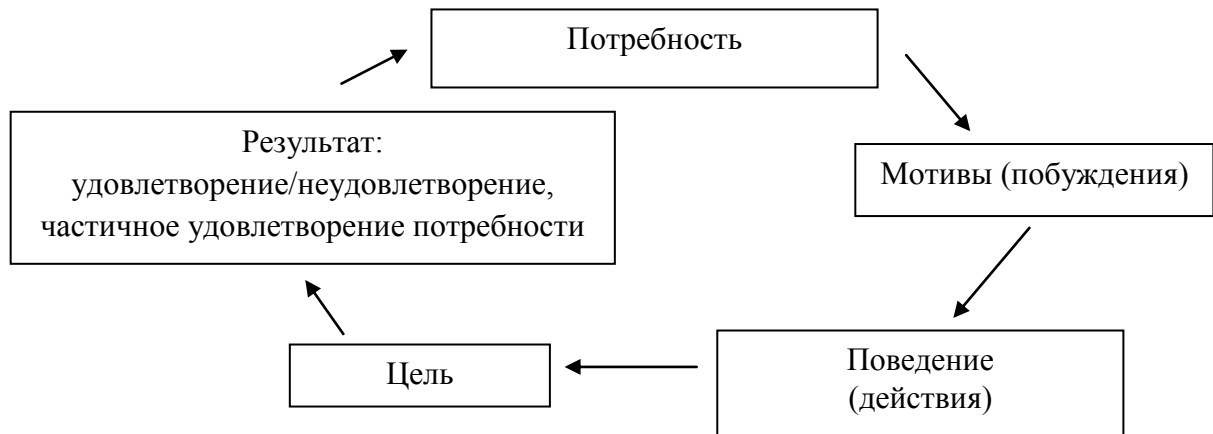 Потребность
Результат:
удовлетворение/неудовлетворение,
частичное удовлетворение потребности
Мотивы (побуждения)
Цель
Поведение
(действия)